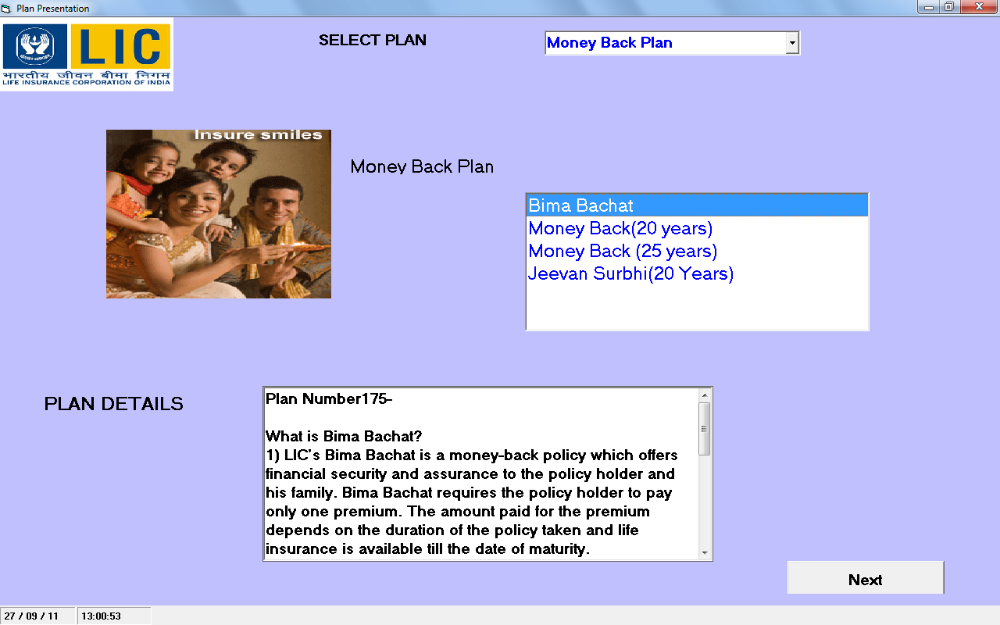 Plan Presentation
LIC
भारतीय जीवन बीमा निगम
LIFE INSURANCE CORPORATION OF INDIA
SELECT PLAN
Money Back Plan
Insure smiles
Money Back Plan
Bima Bachat
Money Back(20 years)
Money Back (25 years)
Jeevan Surbhi(20 Years)
PLAN DETAILS
Plan Number175-
What is Bima Bachat?
1) LIC's Bima Bachat is a money-back policy which offers
financial security and assurance to the policy holder and
his family. Bima Bachat requires the policy holder to pay
only one premium. The amount paid for the premium
depends on the duration of the policy taken and life
insurance is available till the date of maturity.
Next
27 / 09 / 11
13:00:53